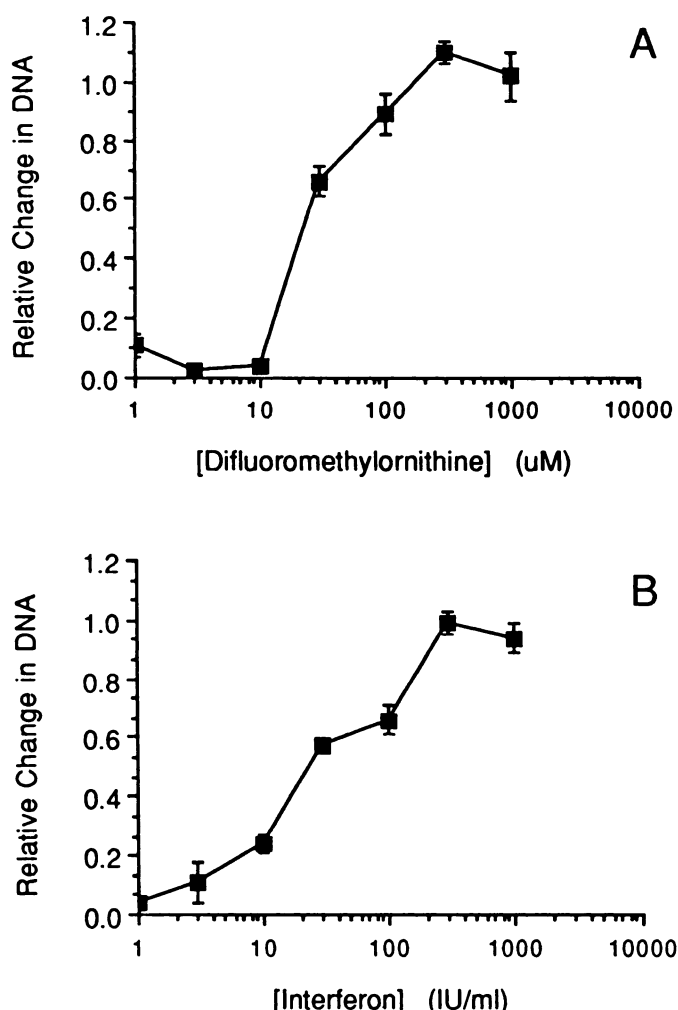 A
Relative Change in DNA
1.2
1.0
0.8
0.6
0.4
0.2
0.0
1 10 100 1000 10000
[Difluoromethylornithine] (uM)
B
Relative Change in DNA
1.2
1.0
0.8
0.6
0.4
0.2
0.0
1 10 100 1000 10000
[Interferon] (IU/ml)